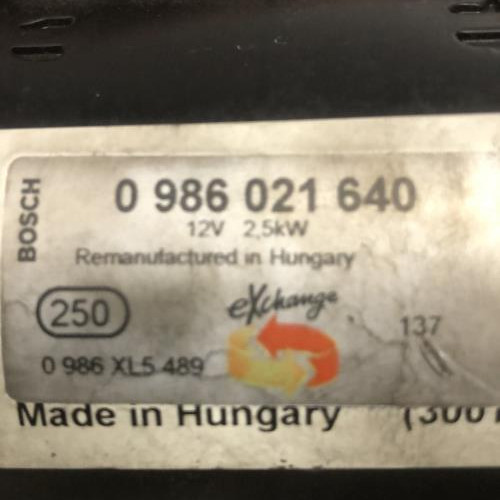 BOSCH
0 986 021 640
12V 2,5kW
Remanufactured in Hungary
250
eXchange
137
0 986 XL5 489
Made in Hungary